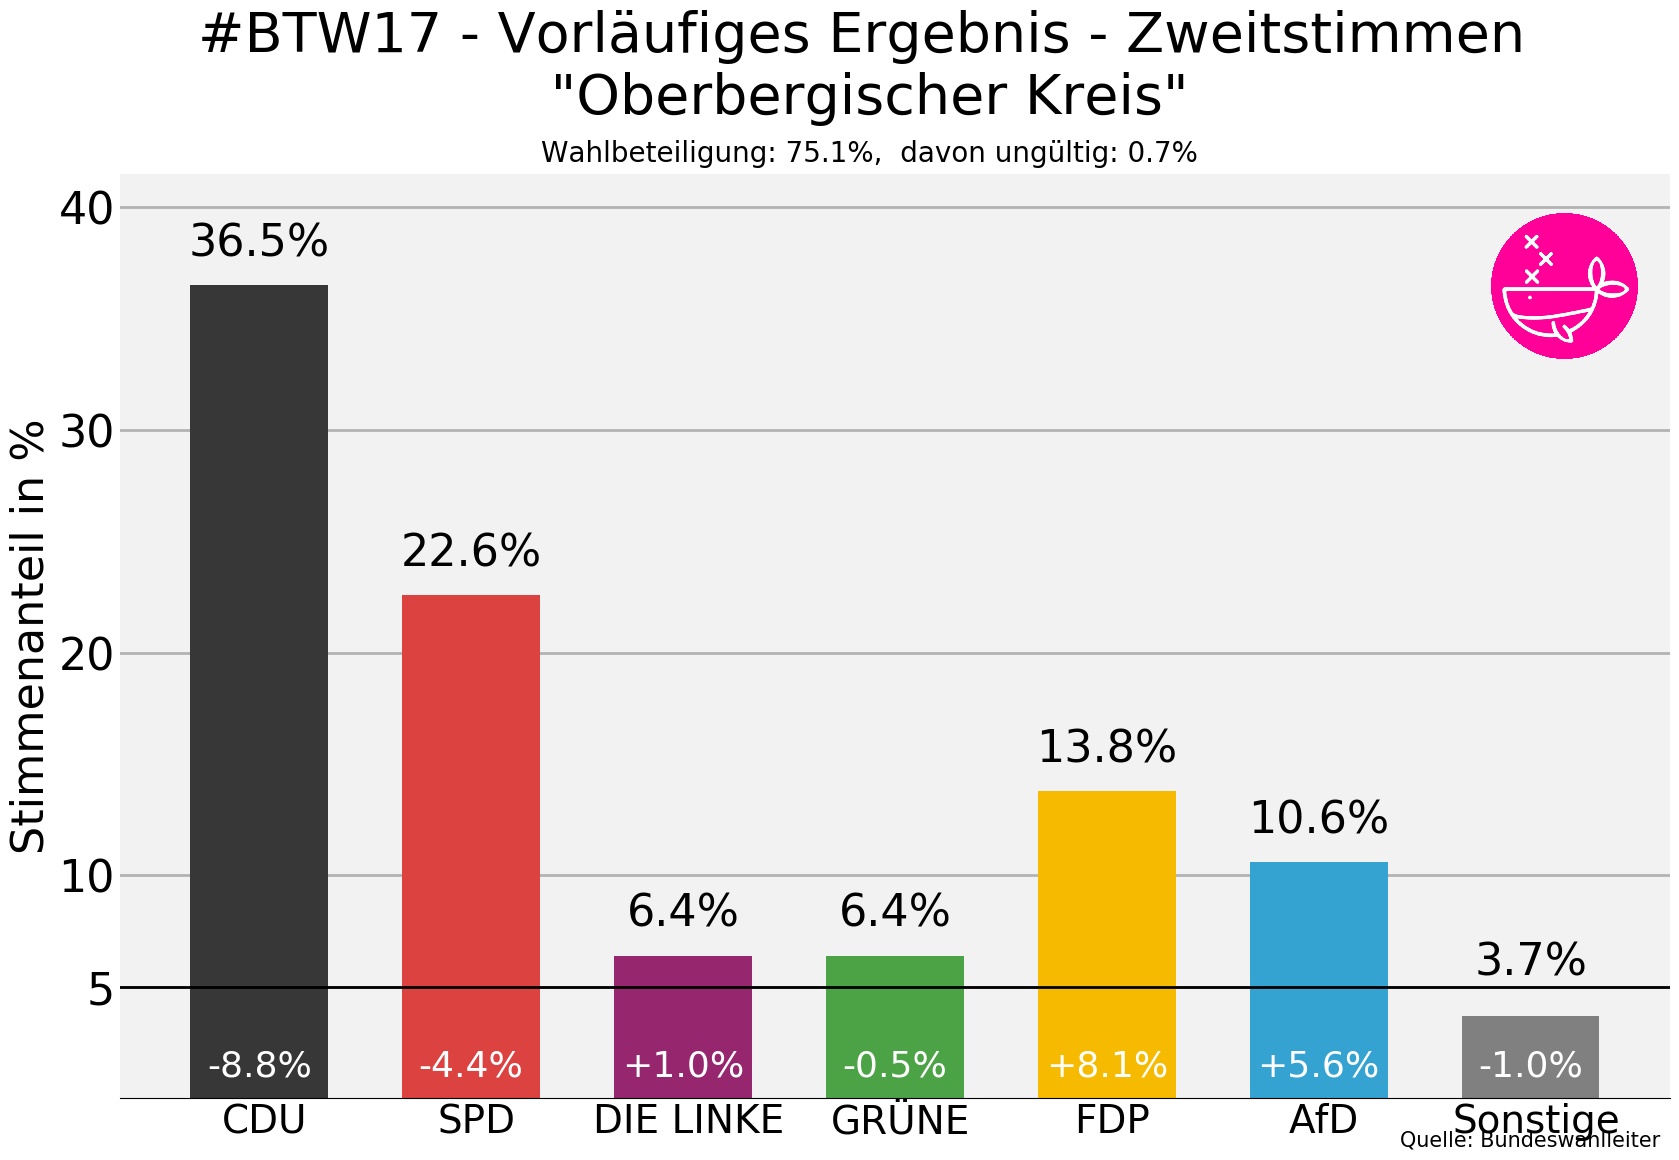 #BTW17 - Vorläufiges Ergebnis - Zweitstimmen
"Oberbergischer Kreis"
Wahlbeteiligung: 75.1%,  davon ungültig: 0.7%
Stimmenanteil in %
40
30
20
10
5
36.5%
22.6%
6.4%
6.4%
13.8%
10.6%
3.7%
-8.8%
-4.4%
+1.0%
-0.5%
+8.1%
+5.6%
-1.0%
CDU
SPD
DIE LINKE
GRÜNE
FDP
AfD
Sonstige
Quelle: Bundeswahlleiter